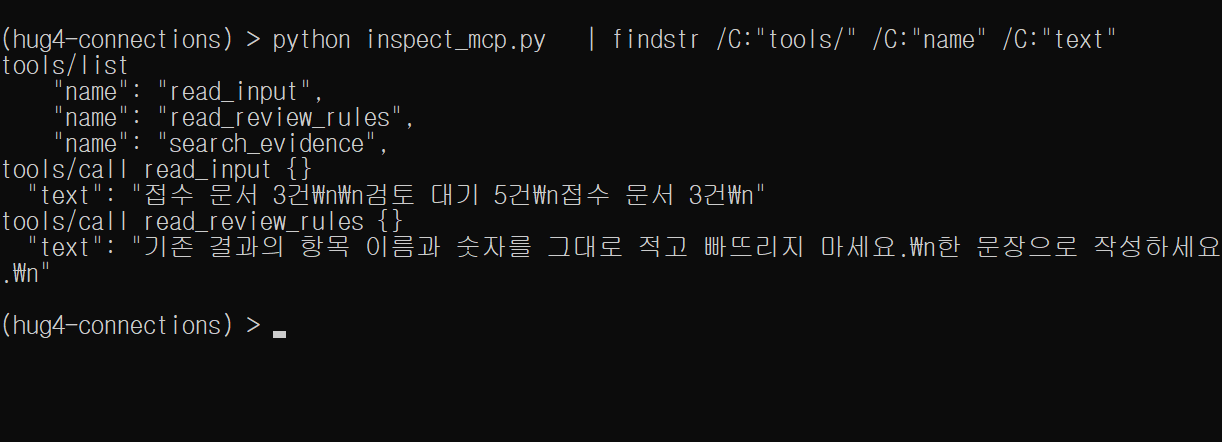 (hug4-connections) > python inspect_mcp.py   | findstr /C:"tools/" /C:"name" /C:"text"
tools/list
    "name": "read_input",
    "name": "read_review_rules",
    "name": "search_evidence",
tools/call read_input {}
  "text": "접수 문서 3건₩n₩n검토 대기 5건₩n접수 문서 3건₩n"
tools/call read_review_rules {}
  "text": "기존 결과의 항목 이름과 숫자를 그대로 적고 빠뜨리지 마세요.₩n한 문장으로 작성하세요
.₩n"
(hug4-connections) >